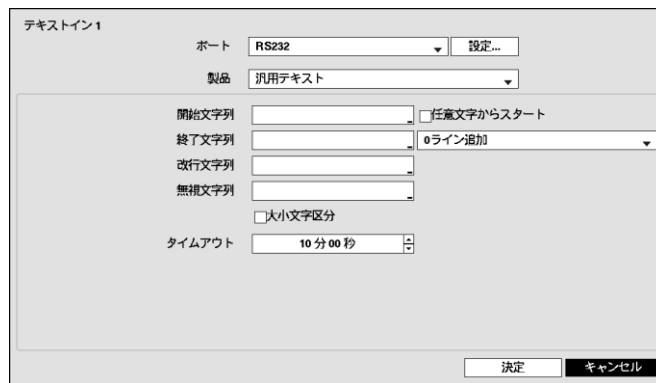 テキストイン 1
ポート RS232 設定...
製品 汎用テキスト
開始文字列 任意文字からスタート
終了文字列 0ライン追加
改行文字列
無視文字列
大小文字区分
タイムアウト 10 分 00 秒
決定 キャンセル